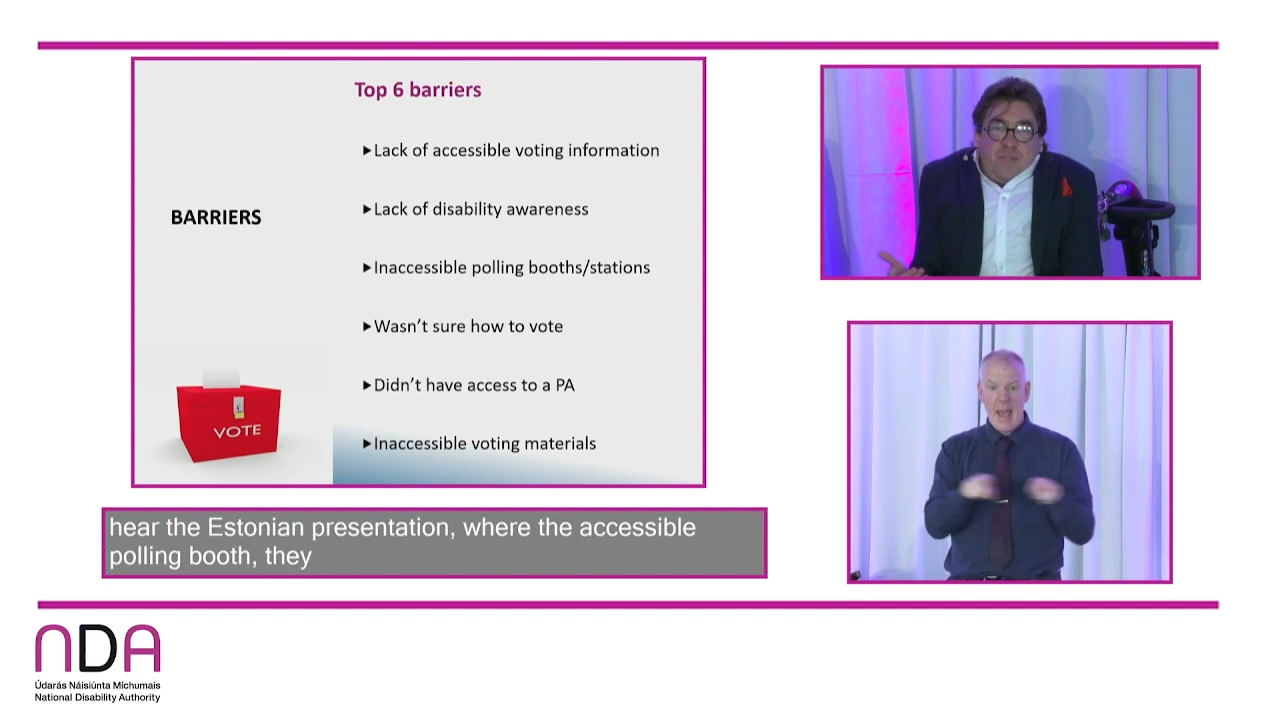 Top 6 barriers
Lack of accessible voting information
Lack of disability awareness
BARRIERS
Inaccessible polling booths/stations
Wasn't sure how to vote
Didn't have access to a PA
VOTE
Inaccessible voting materials
hear the Estonian presentation, where the accessible
polling booth, they
NDA
Údarás Náisiúnta Míchumais
National Disability Authority